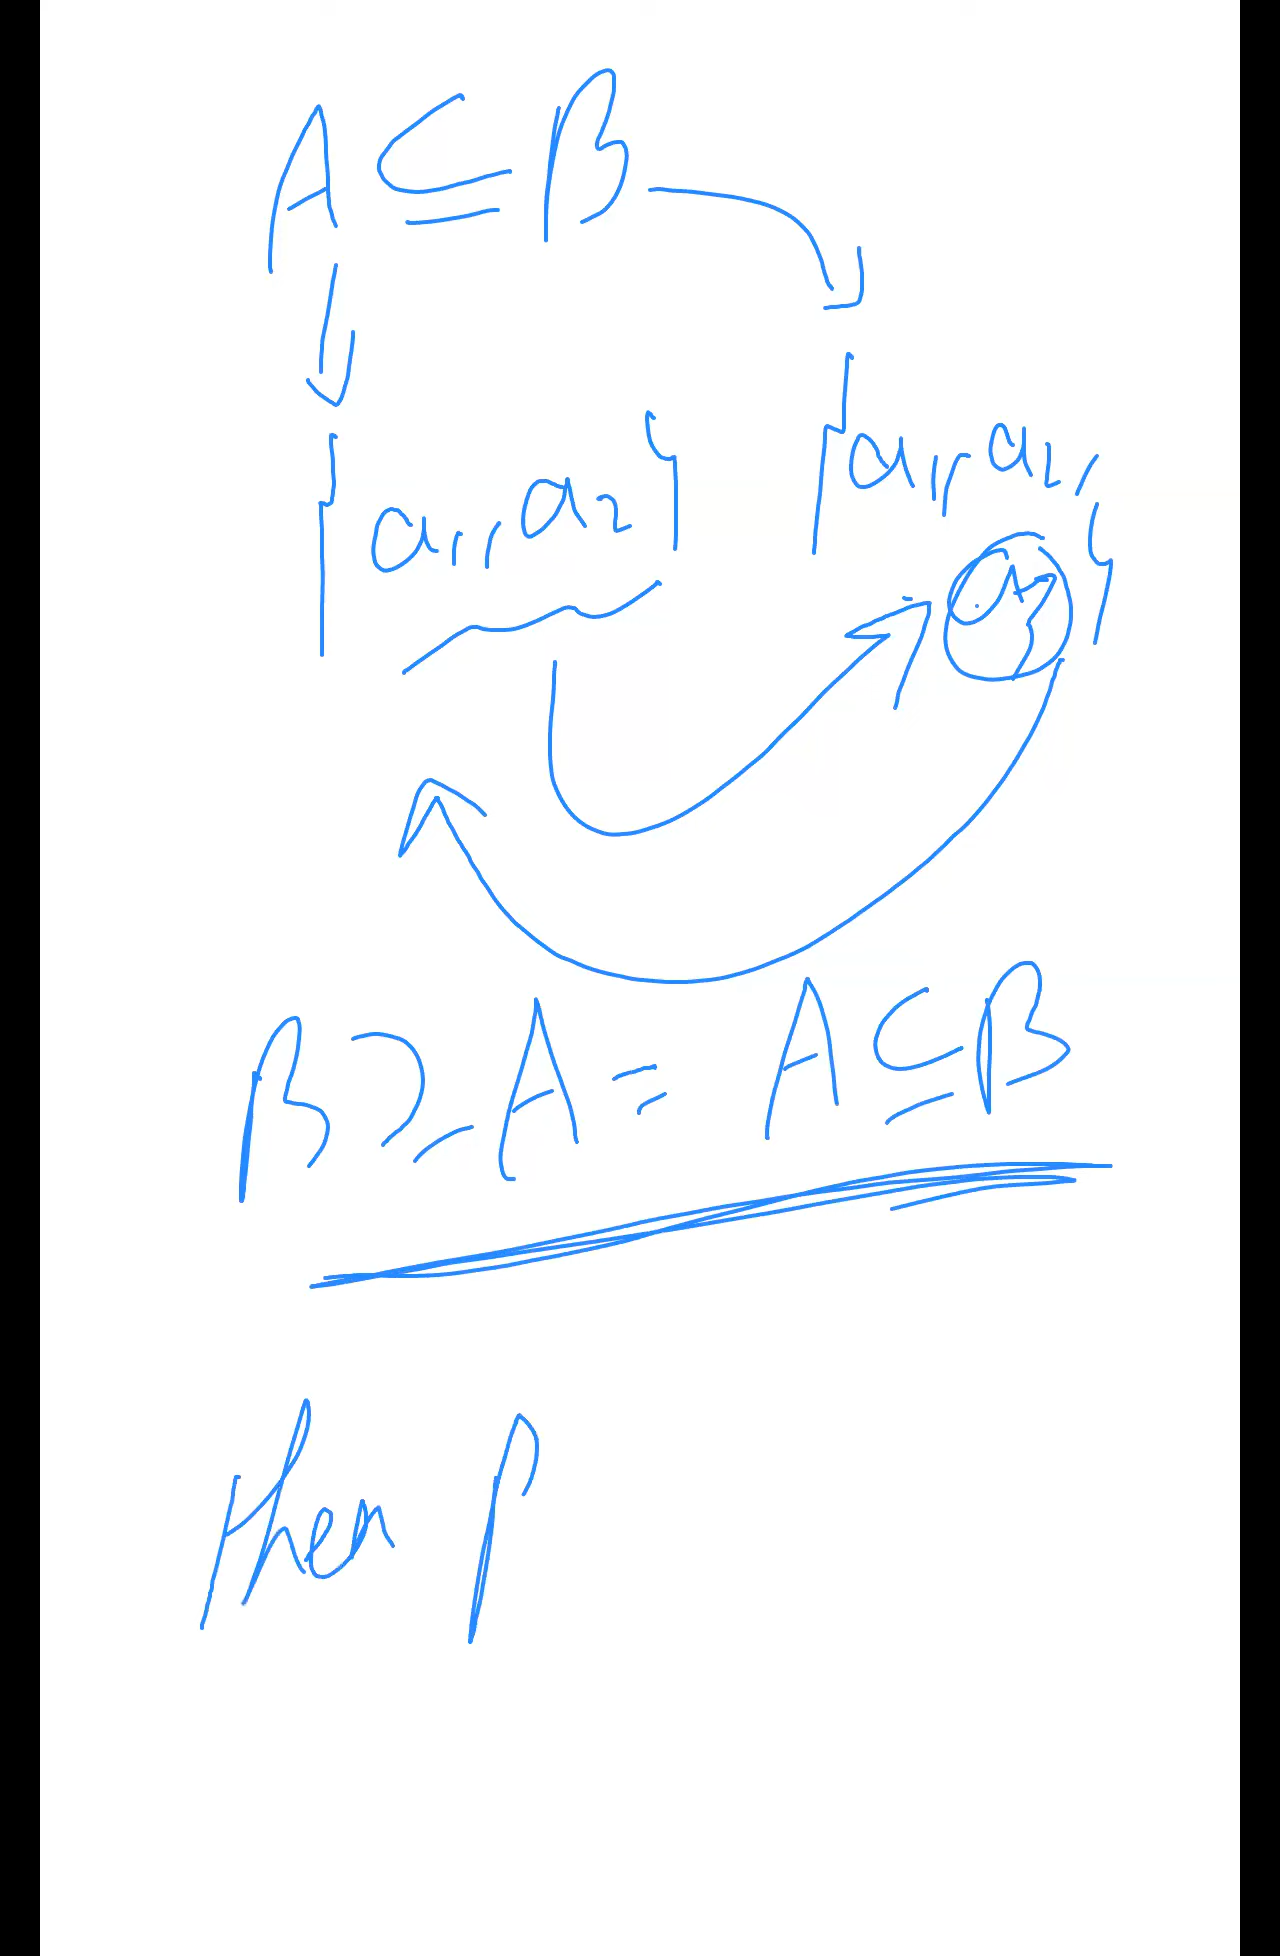 A ⊆ B
{a1, a2}
{a1, a2,
a3}
B ⊇ A = A ⊆ B
then P